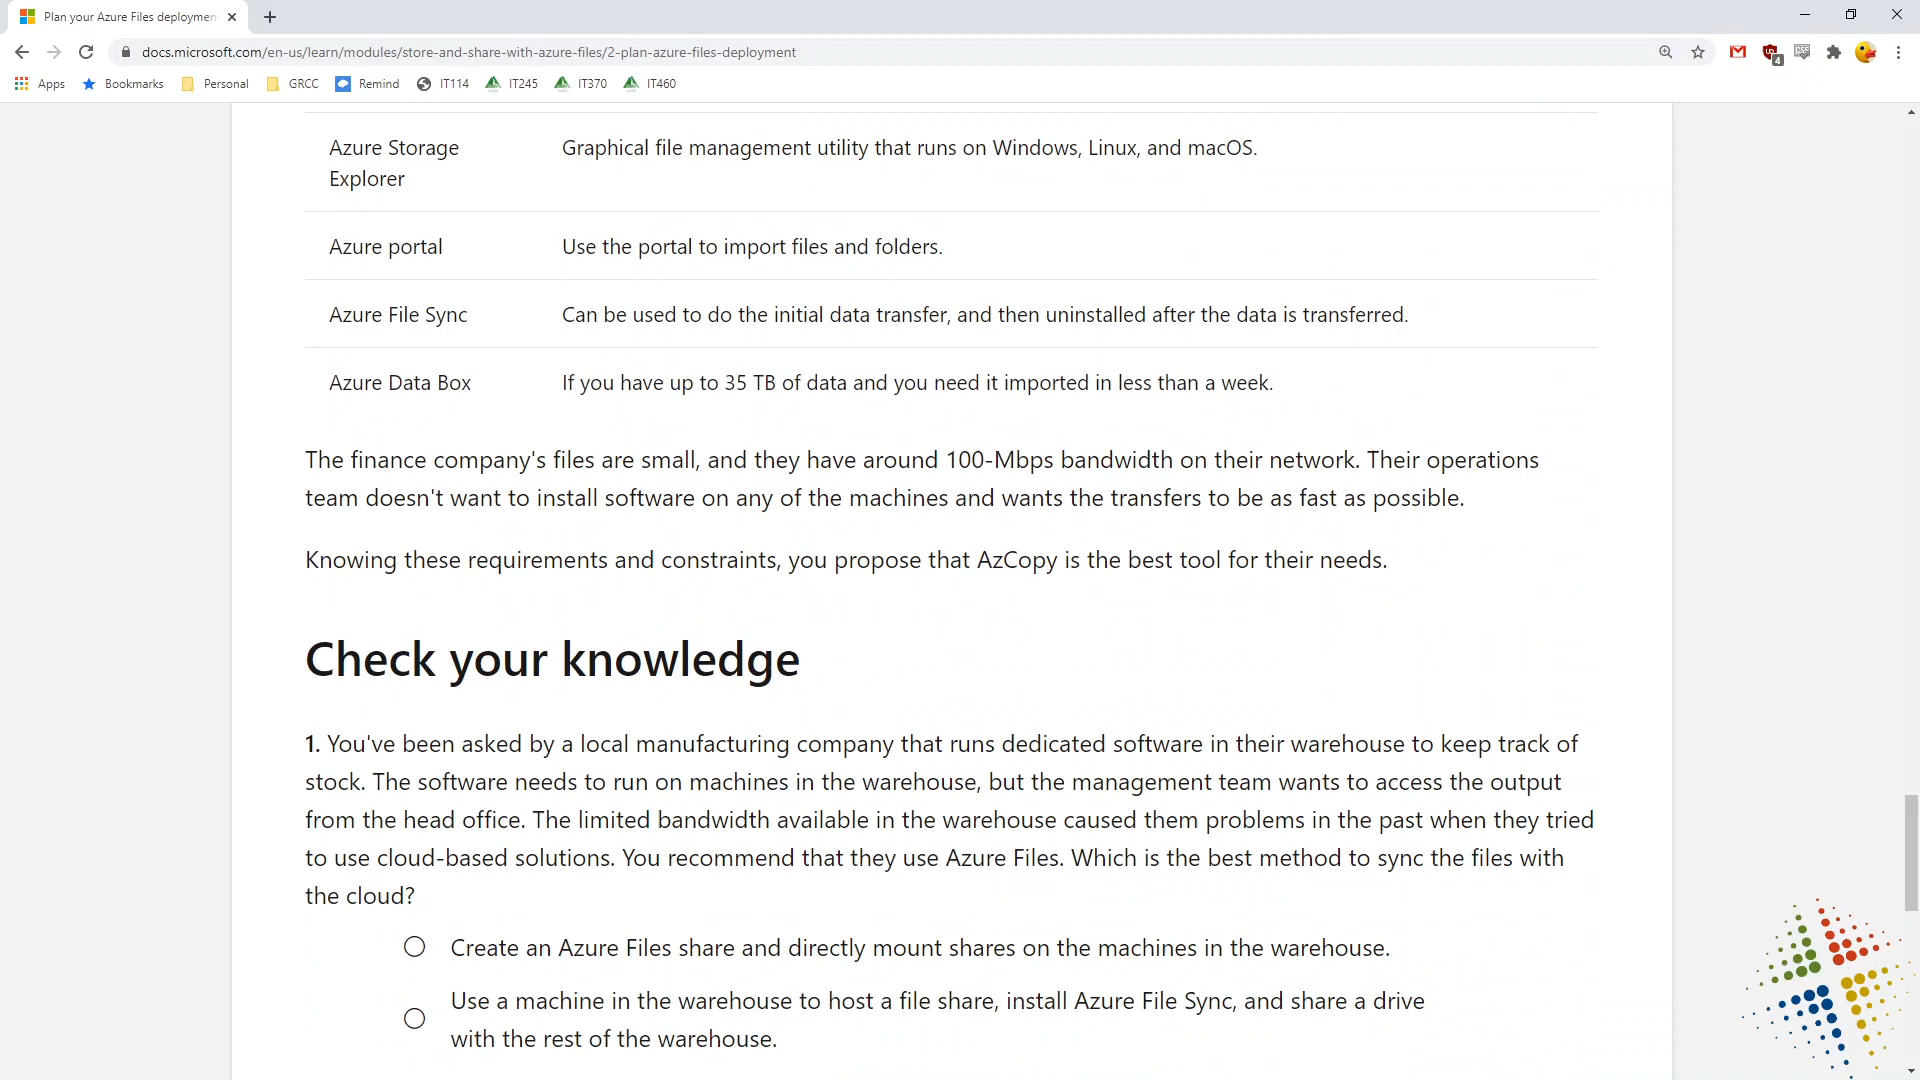 Plan your Azure Files deploymen
docs.microsoft.com/en-us/learn/modules/store-and-share-with-azure-files/2-plan-azure-files-deployment
4
CSS
Apps
Bookmarks
Personal
GRCC
Remind
IT114
IT245
IT370
IT460
Azure Storage
Explorer
Graphical file management utility that runs on Windows, Linux, and macOS.
Azure portal
Use the portal to import files and folders.
Azure File Sync
Can be used to do the initial data transfer, and then uninstalled after the data is transferred.
Azure Data Box
If you have up to 35 TB of data and you need it imported in less than a week.
The finance company's files are small, and they have around 100-Mbps bandwidth on their network. Their operations
team doesn't want to install software on any of the machines and wants the transfers to be as fast as possible.
Knowing these requirements and constraints, you propose that AzCopy is the best tool for their needs.
Check your knowledge
1. You've been asked by a local manufacturing company that runs dedicated software in their warehouse to keep track of
stock. The software needs to run on machines in the warehouse, but the management team wants to access the output
from the head office. The limited bandwidth available in the warehouse caused them problems in the past when they tried
to use cloud-based solutions. You recommend that they use Azure Files. Which is the best method to sync the files with
the cloud?
Create an Azure Files share and directly mount shares on the machines in the warehouse.
Use a machine in the warehouse to host a file share, install Azure File Sync, and share a drive
with the rest of the warehouse.